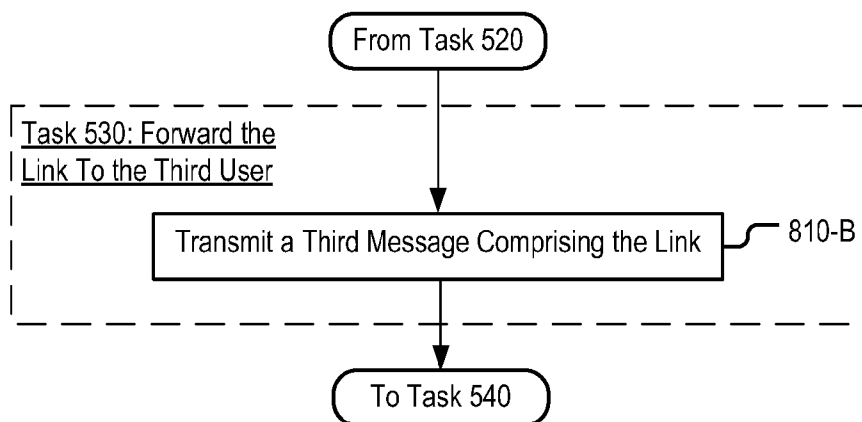 From Task 520
Task 530: Forward the
Link To the Third User
Transmit a Third Message Comprising the Link
810-B
To Task 540